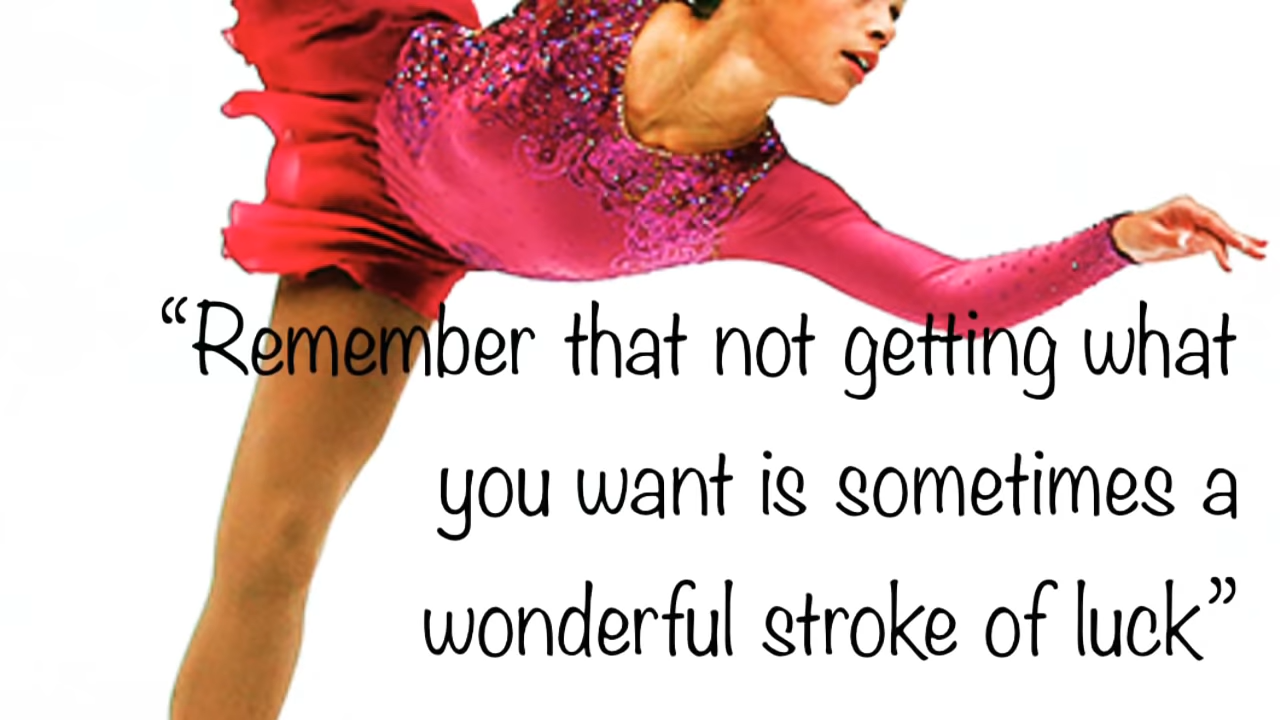 “Remember that not getting what
you want is sometimes a
wonderful stroke of luck”